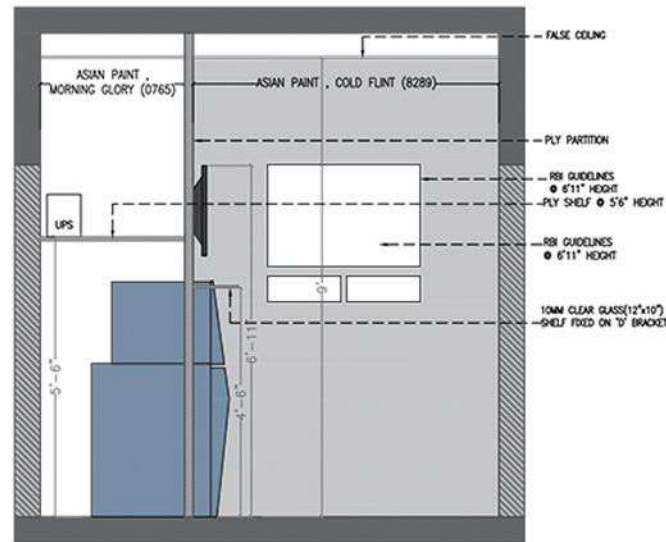 FALSE CEILING
ASIAN PAINT ,
MORNING GLORY (0765)
ASIAN PAINT , COLD FLINT (8289)
PLY PARTITION
RBI GUIDELINES
@ 6'11" HEIGHT
PLY SHELF @ 5'6" HEIGHT
UPS
RBI GUIDELINES
@ 6'11" HEIGHT
10MM CLEAR GLASS(12"x10")
SHELF FIXED ON 'D' BRACKET
5'-6"
4'-6"
6'-11"
9'